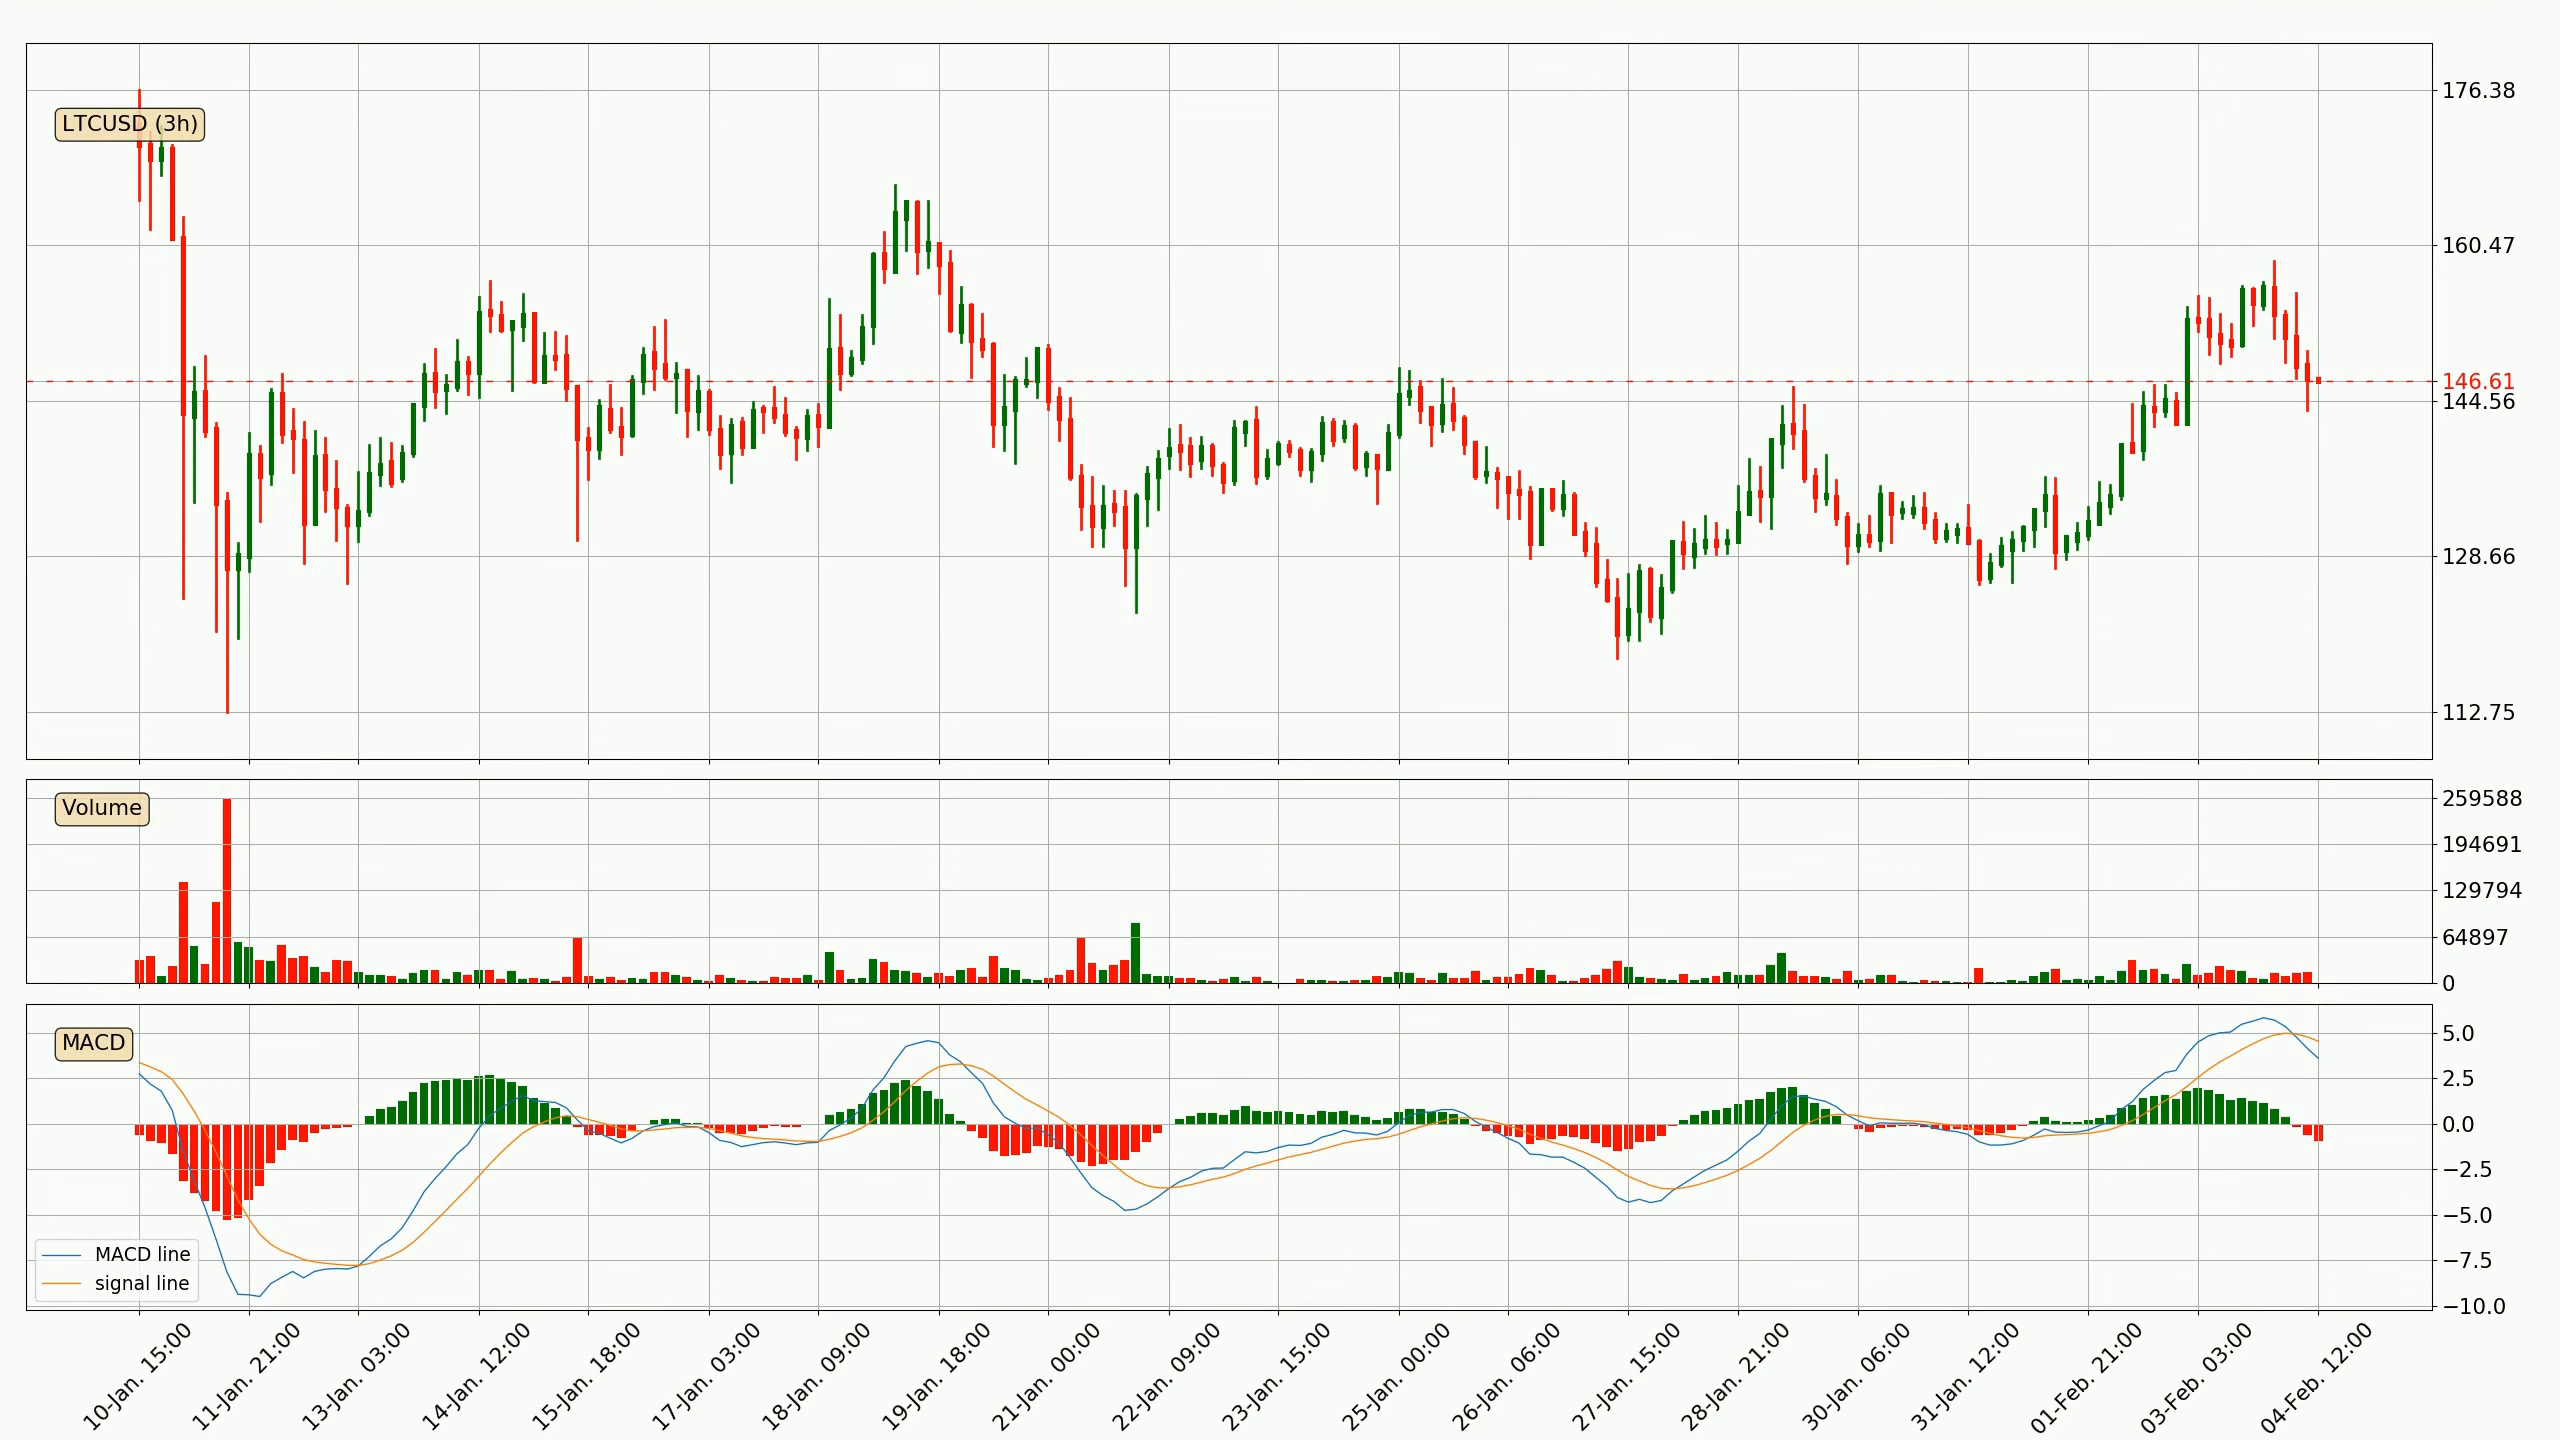 LTCUSD (3h)
176.38
160.47
146.61
144.56
128.66
112.75
Volume
259588
194691
129794
64897
0
MACD
5.0
2.5
0.0
−2.5
−5.0
−7.5
−10.0
MACD line
signal line
10-Jan. 15:00
11-Jan. 21:00
13-Jan. 03:00
14-Jan. 12:00
15-Jan. 18:00
17-Jan. 03:00
18-Jan. 09:00
19-Jan. 18:00
21-Jan. 00:00
22-Jan. 09:00
23-Jan. 15:00
25-Jan. 00:00
26-Jan. 06:00
27-Jan. 15:00
28-Jan. 21:00
30-Jan. 06:00
31-Jan. 12:00
01-Feb. 21:00
03-Feb. 03:00
04-Feb. 12:00